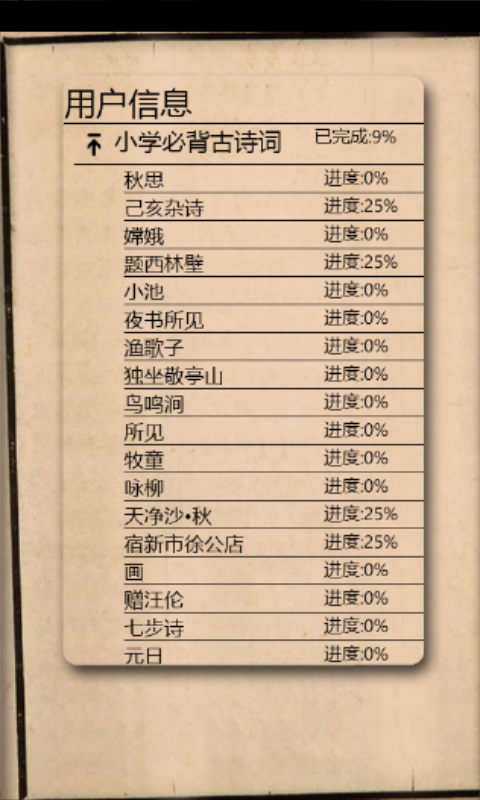 用户信息
小学必背古诗词 已完成:9%
秋思 进度:0%
己亥杂诗 进度:25%
嫦娥 进度:0%
题西林壁 进度:25%
小池 进度:0%
夜书所见 进度:0%
渔歌子 进度:0%
独坐敬亭山 进度:0%
鸟鸣涧 进度:0%
所见 进度:0%
牧童 进度:0%
咏柳 进度:0%
天净沙•秋 进度:25%
宿新市徐公店 进度:25%
画 进度:0%
赠汪伦 进度:0%
七步诗 进度:0%
元日 进度:0%